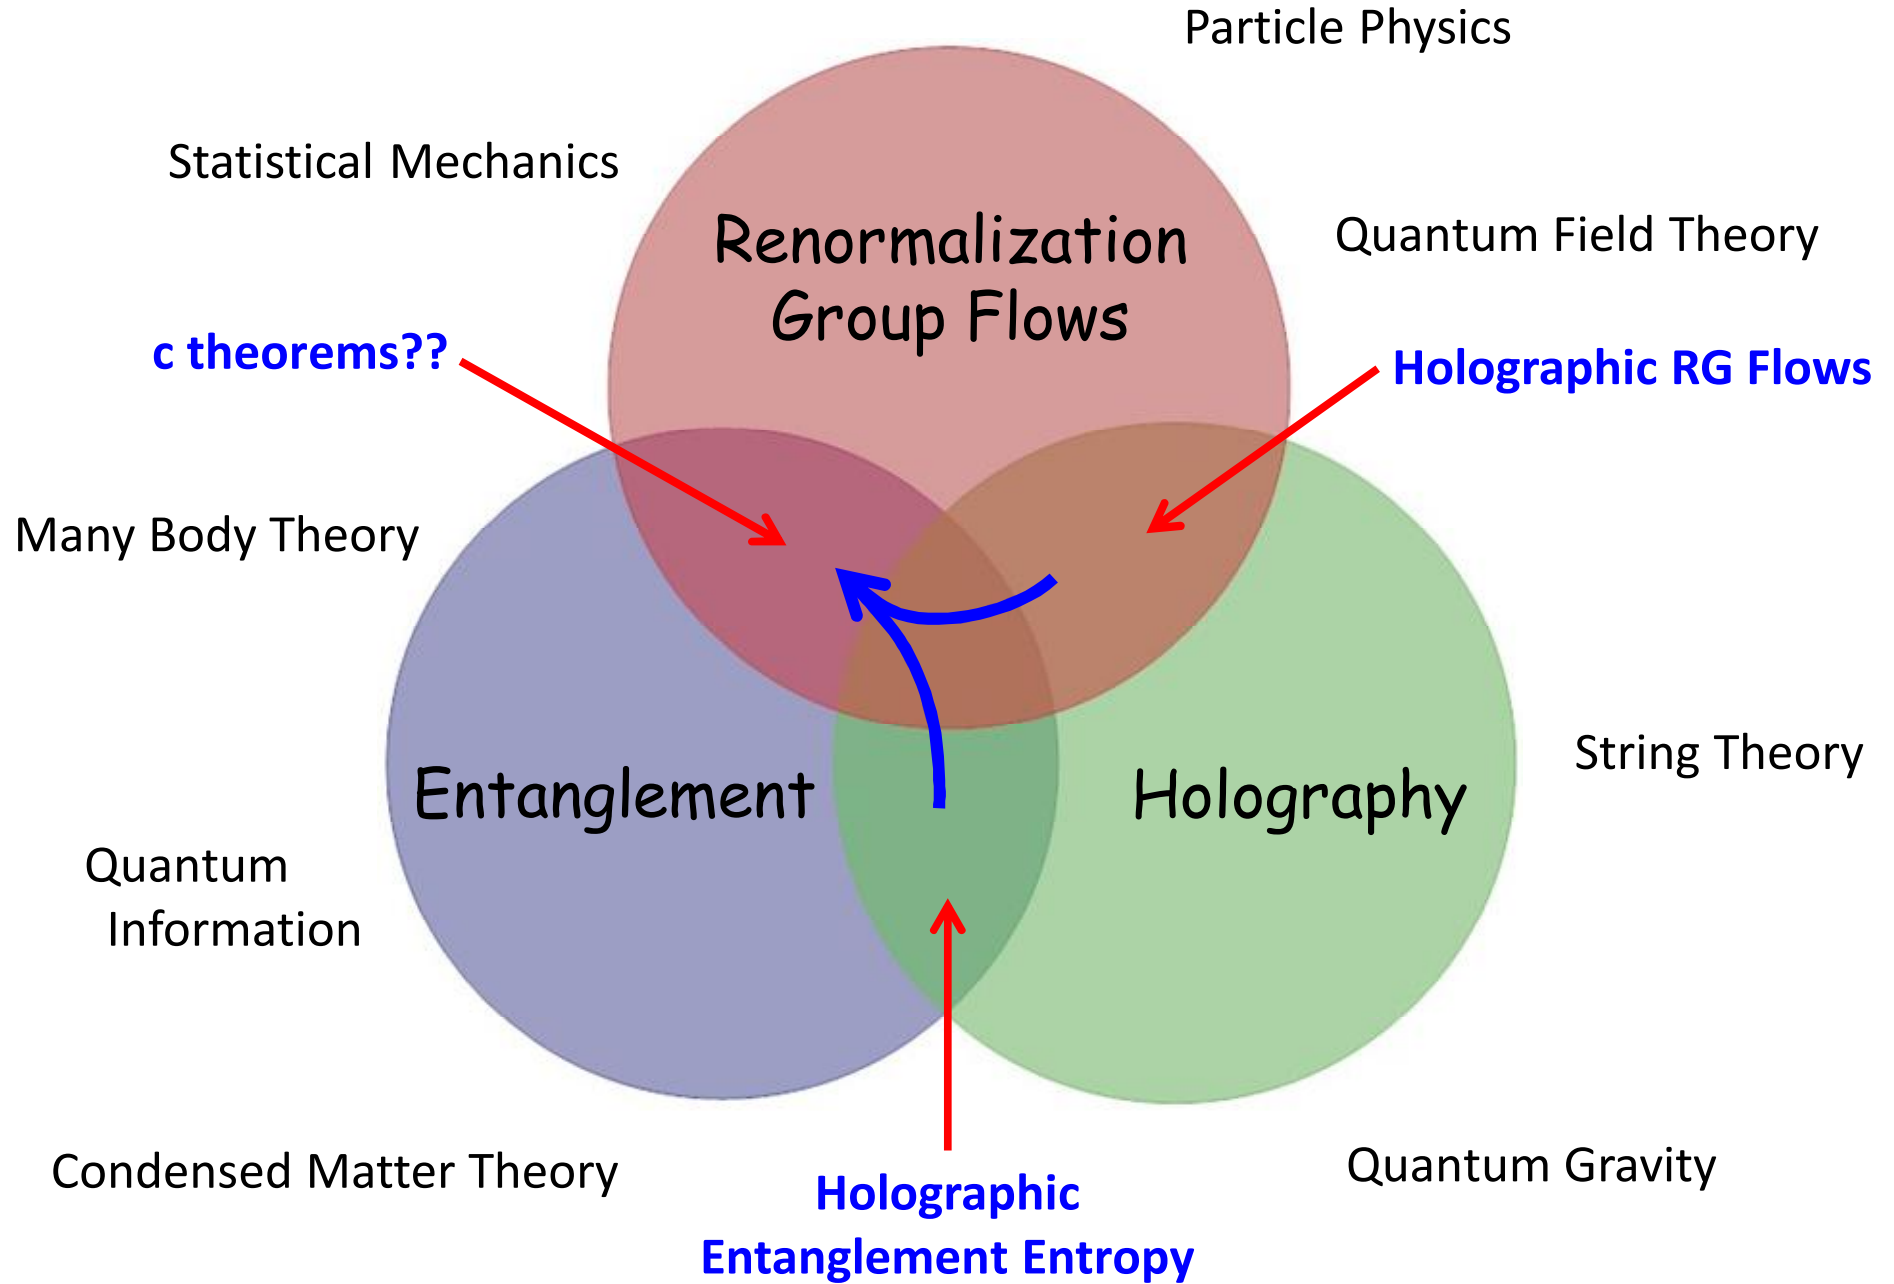 Particle Physics
Statistical Mechanics
Renormalization
Group Flows
Quantum Field Theory
c theorems??
Holographic RG Flows
Many Body Theory
Entanglement
Holography
String Theory
Quantum
Information
Condensed Matter Theory
Holographic
Entanglement Entropy
Quantum Gravity